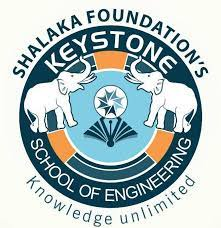 SHALAKA FOUNDATION'S
KEYSTONE
SCHOOL OF ENGINEERING
Knowledge unlimited